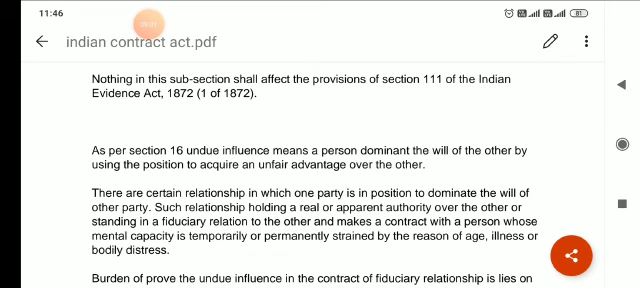 11:46
81
indian contract act.pdf
Nothing in this sub-section shall affect the provisions of section 111 of the Indian
Evidence Act, 1872 (1 of 1872).
As per section 16 undue influence means a person dominant the will of the other by
using the position to acquire an unfair advantage over the other.
There are certain relationship in which one party is in position to dominate the will of
other party. Such relationship holding a real or apparent authority over the other or
standing in a fiduciary relation to the other and makes a contract with a person whose
mental capacity is temporarily or permanently strained by the reason of age, illness or
bodily distress.
Burden of prove the undue influence in the contract of fiduciary relationship is lies on